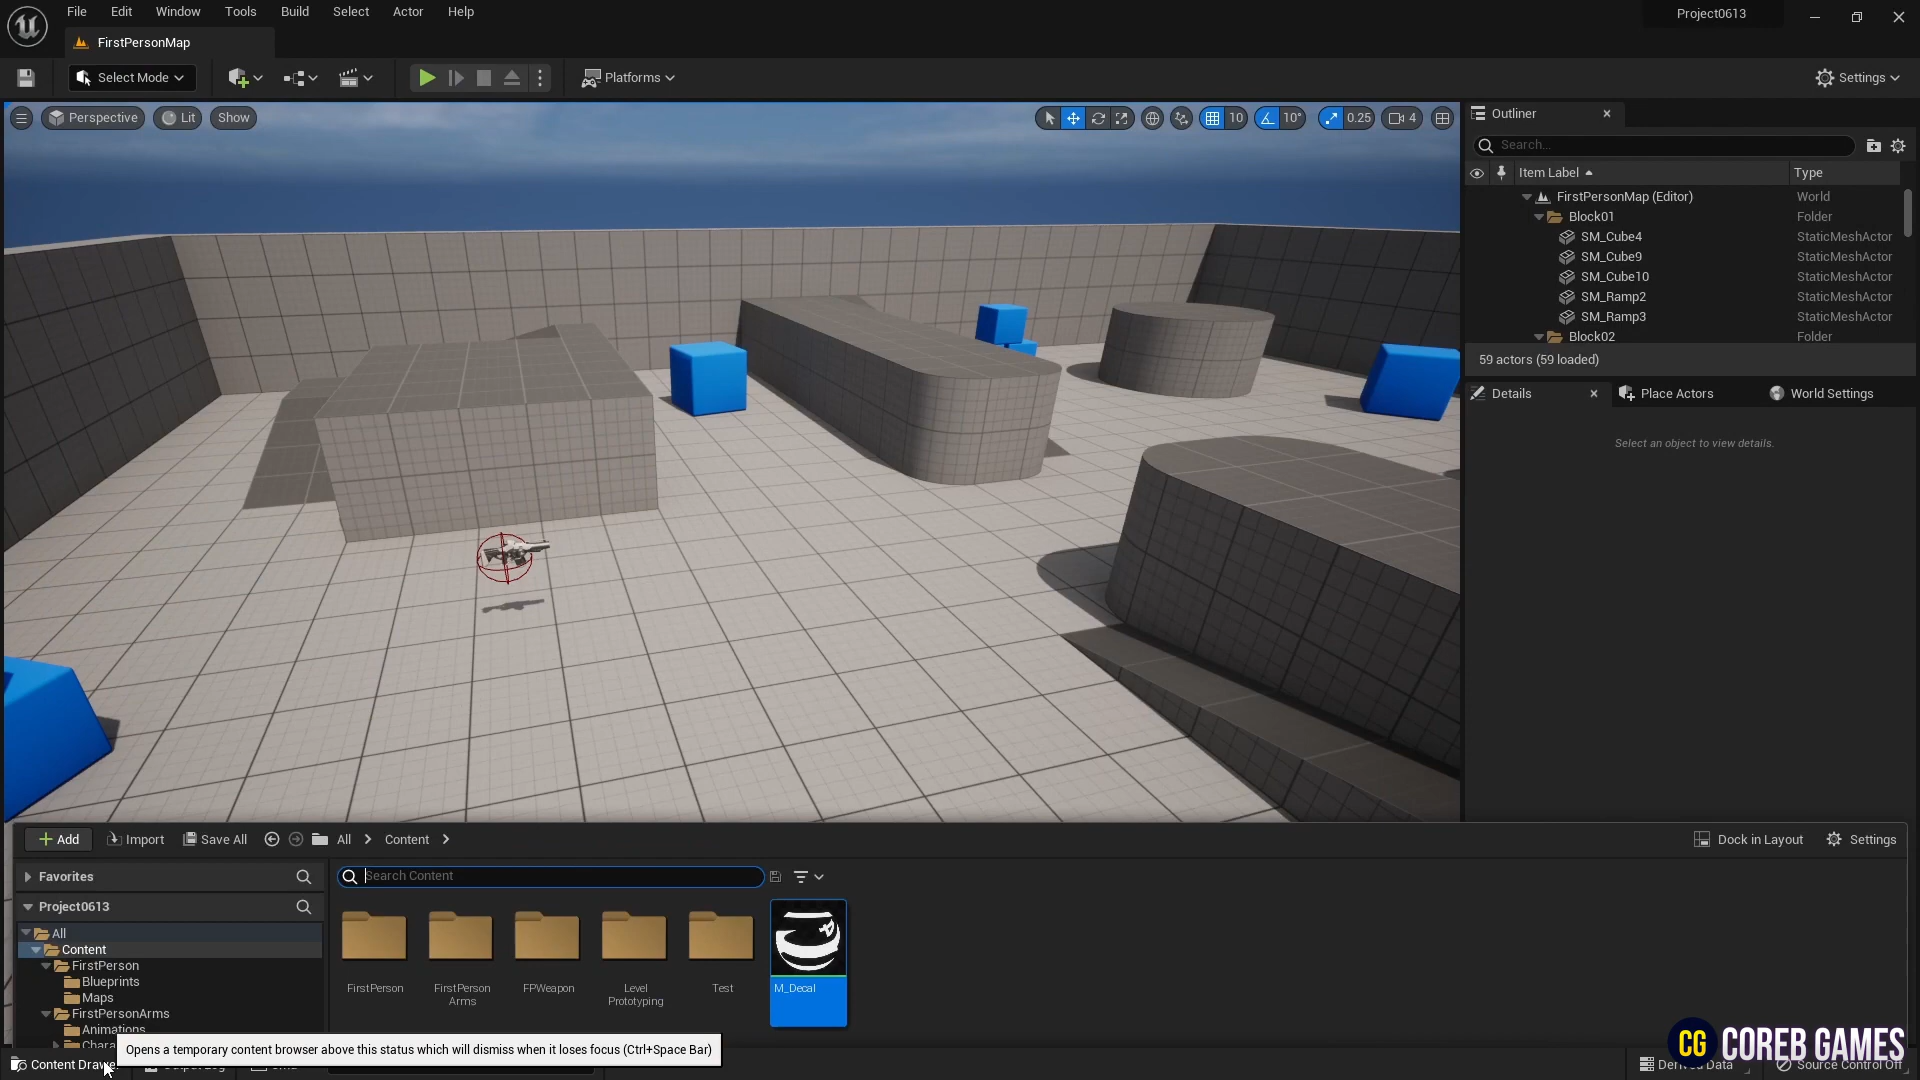 File Edit Window Tools Build Select Actor Help
Project0613
FirstPersonMap
Select Mode
Platforms
Settings
Perspective
Lit
Show
10
10°
0.25
4
Outliner
Search...
Item Label
Type
FirstPersonMap (Editor) World
Block01 Folder
SM_Cube4 StaticMeshActor
SM_Cube9 StaticMeshActor
SM_Cube10 StaticMeshActor
SM_Ramp2 StaticMeshActor
SM_Ramp3 StaticMeshActor
Block02 Folder
59 actors (59 loaded)
Details
Place Actors
World Settings
Select an object to view details.
Add
Import
Save All
All
Content
Dock in Layout
Settings
Favorites
Search Content
Project0613
All
Content
FirstPerson
Blueprints
Maps
FirstPersonArms
Animations
FirstPerson
FirstPerson
Arms
FPWeapon
Level
Prototyping
Test
M_Decal
Opens a temporary content browser above this status which will dismiss when it loses focus (Ctrl+Space Bar)
Content Drawer
Derived Data
Source Control Off
CG COREB GAMES